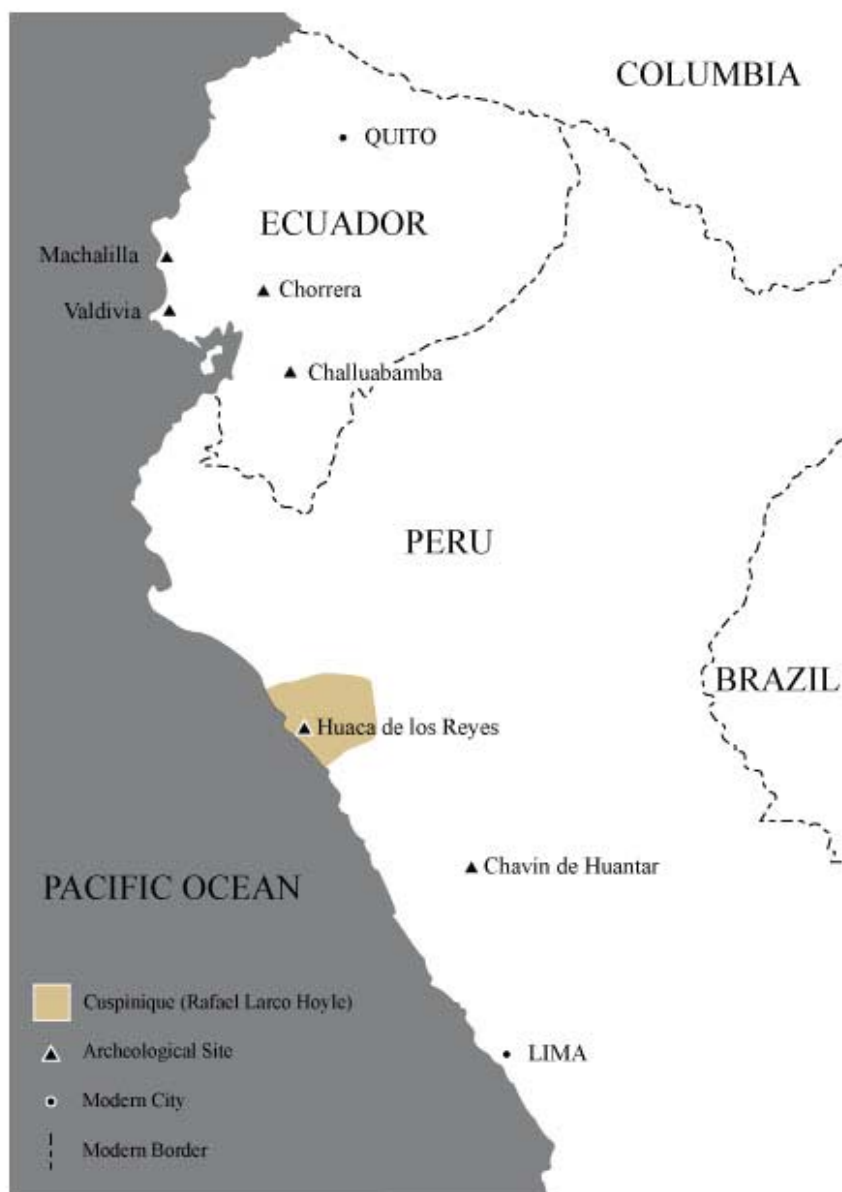 COLUMBIA
QUITO
ECUADOR
Machalilla
Chorrera
Valdivia
Challuabamba
PERU
BRAZIL
Huaca de los Reyes
Chavin de Huantar
PACIFIC OCEAN
Cuspinique (Rafael Larco Hoyle)
Archeological Site
LIMA
Modern City
Modern Border